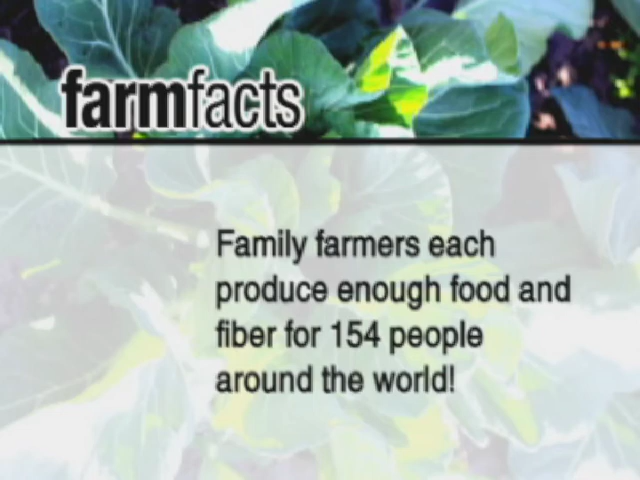 farmfacts
Family farmers each
produce enough food and
fiber for 154 people
around the world!